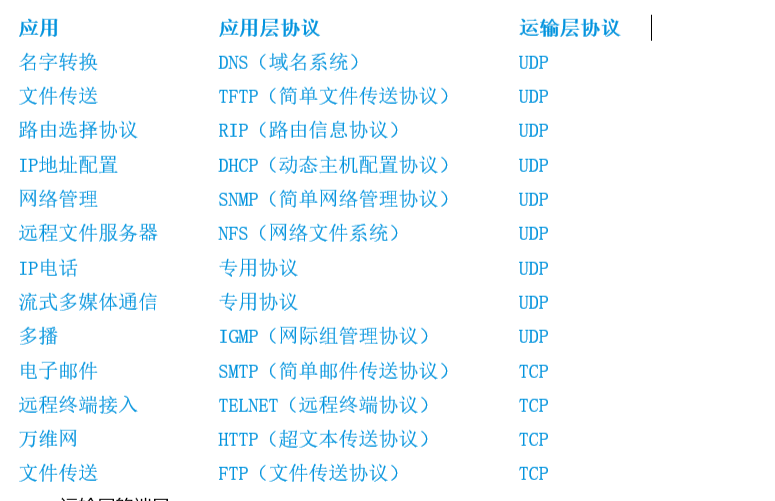 应用 应用层协议 运输层协议
名字转换 DNS（域名系统） UDP
文件传送 TFTP（简单文件传送协议） UDP
路由选择协议 RIP（路由信息协议） UDP
IP地址配置 DHCP（动态主机配置协议） UDP
网络管理 SNMP（简单网络管理协议） UDP
远程文件服务器 NFS（网络文件系统） UDP
IP电话 专用协议 UDP
流式多媒体通信 专用协议 UDP
多播 IGMP（网际组管理协议） UDP
电子邮件 SMTP（简单邮件传送协议） TCP
远程终端接入 TELNET（远程终端协议） TCP
万维网 HTTP（超文本传送协议） TCP
文件传送 FTP（文件传送协议） TCP